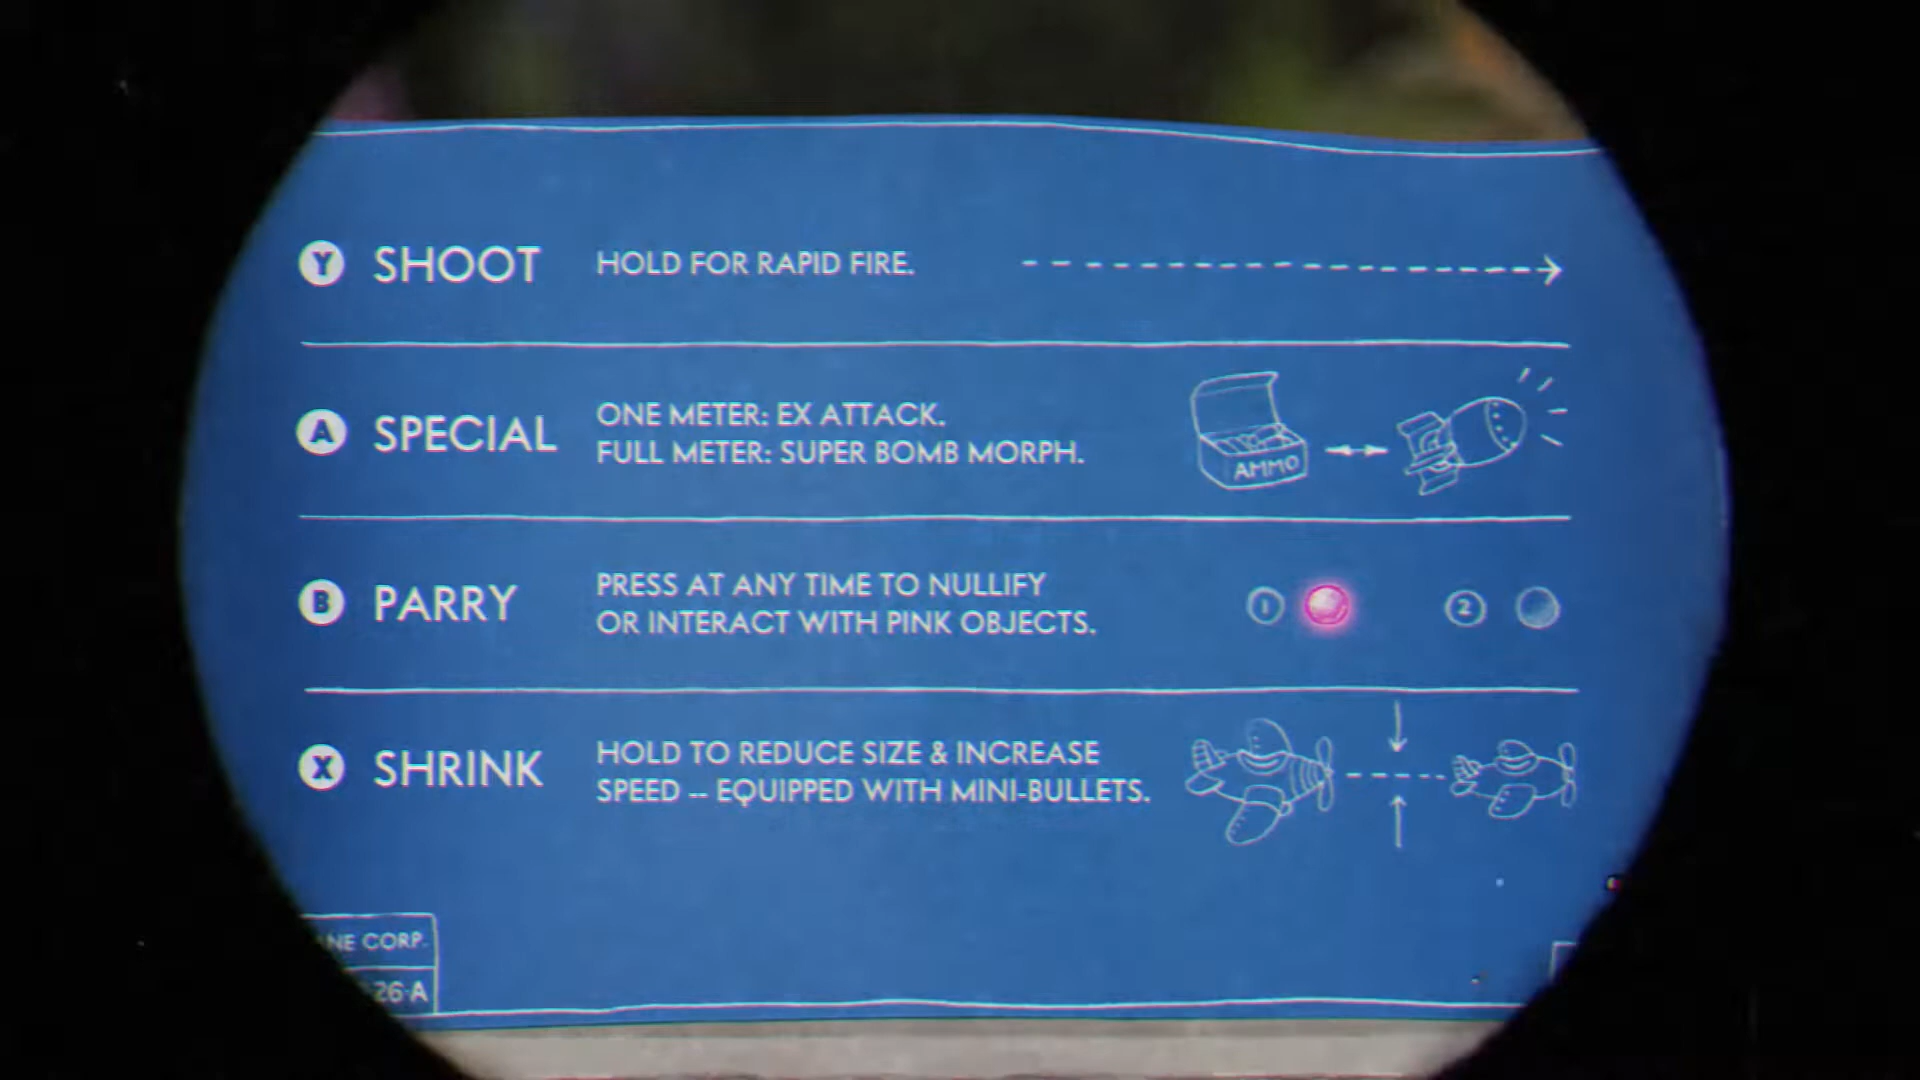 Y SHOOT HOLD FOR RAPID FIRE.
A SPECIAL ONE METER: EX ATTACK.
FULL METER: SUPER BOMB MORPH.
AMMO
B PARRY PRESS AT ANY TIME TO NULLIFY
OR INTERACT WITH PINK OBJECTS.
1 2
X SHRINK HOLD TO REDUCE SIZE & INCREASE
SPEED -- EQUIPPED WITH MINI-BULLETS.
CORP.
26-A